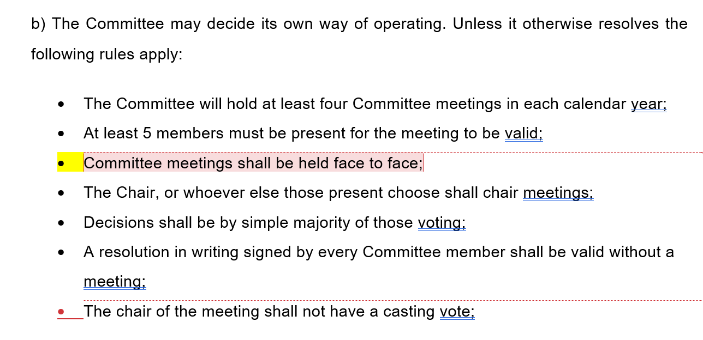 b) The Committee may decide its own way of operating. Unless it otherwise resolves the
following rules apply:
• The Committee will hold at least four Committee meetings in each calendar year;
• At least 5 members must be present for the meeting to be valid;
• Committee meetings shall be held face to face;
• The Chair, or whoever else those present choose shall chair meetings;
• Decisions shall be by simple majority of those voting;
• A resolution in writing signed by every Committee member shall be valid without a
meeting;
• The chair of the meeting shall not have a casting vote;